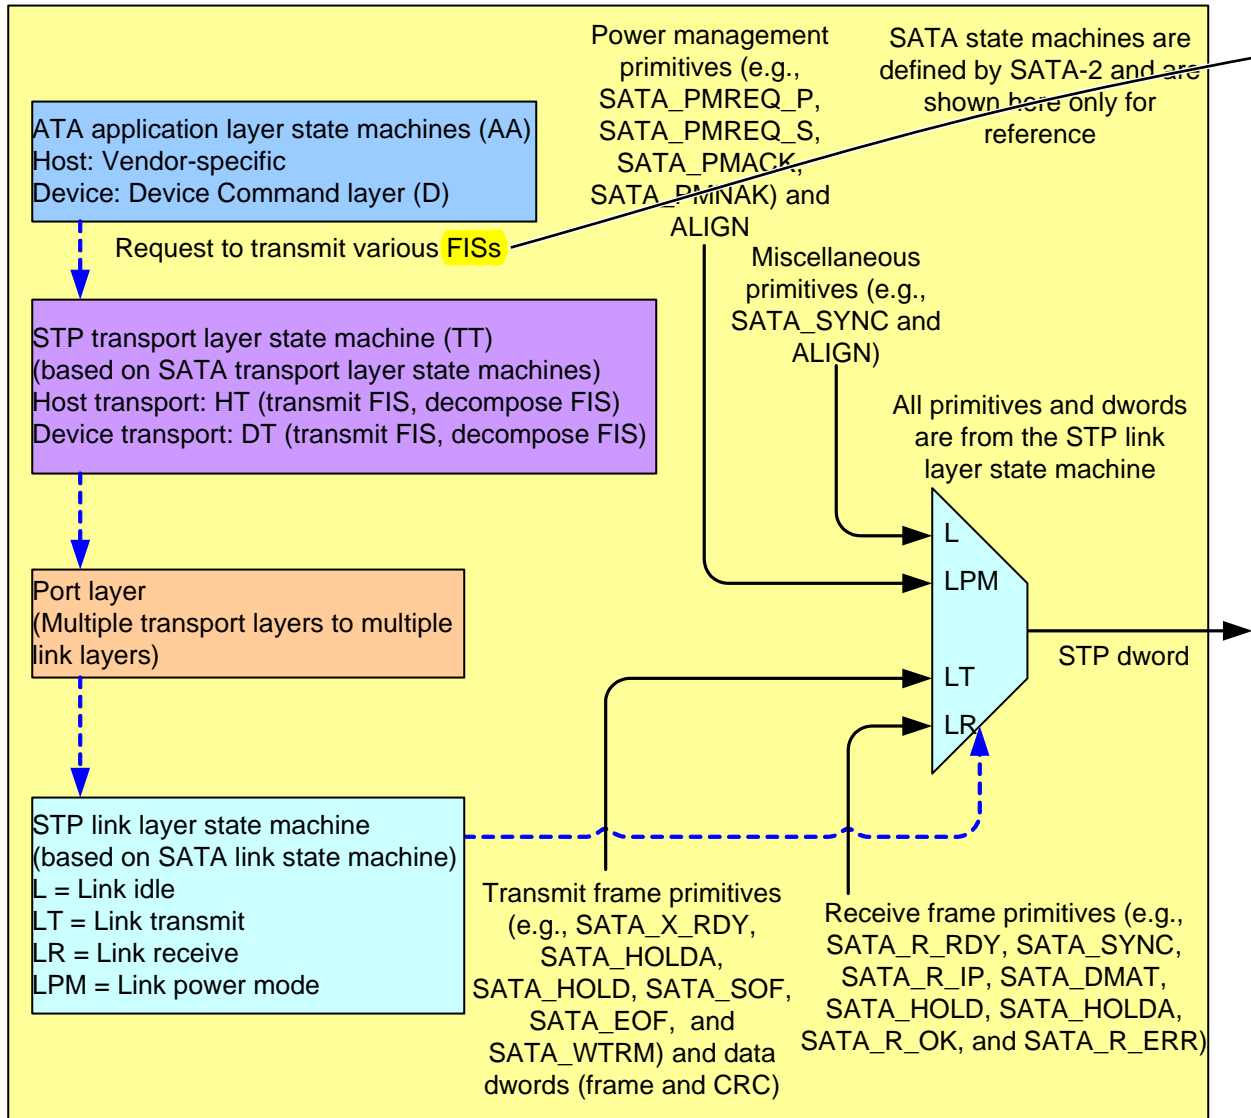 Power management
primitives (e.g.,
SATA_PMREQ_P,
SATA_PMREQ_S,
SATA_PMACK,
SATA_PMNAK) and
ALIGN
SATA state machines are
defined by SATA-2 and are
shown here only for
reference
ATA application layer state machines (AA)
Host: Vendor-specific
Device: Device Command layer (D)
Request to transmit various FISs
Miscellaneous
primitives (e.g.,
SATA_SYNC and
ALIGN)
STP transport layer state machine (TT)
(based on SATA transport layer state machines)
Host transport: HT (transmit FIS, decompose FIS)
Device transport: DT (transmit FIS, decompose FIS)
All primitives and dwords
are from the STP link
layer state machine
L
LPM
LT
LR
STP dword
Port layer
(Multiple transport layers to multiple
link layers)
STP link layer state machine
(based on SATA link state machine)
L = Link idle
LT = Link transmit
LR = Link receive
LPM = Link power mode
Transmit frame primitives
(e.g., SATA_X_RDY,
SATA_HOLDA,
SATA_HOLD, SATA_SOF,
SATA_EOF, and
SATA_WTRM) and data
dwords (frame and CRC)
Receive frame primitives (e.g.,
SATA_R_RDY, SATA_SYNC,
SATA_R_IP, SATA_DMAT,
SATA_HOLD, SATA_HOLDA,
SATA_R_OK, and SATA_R_ERR)